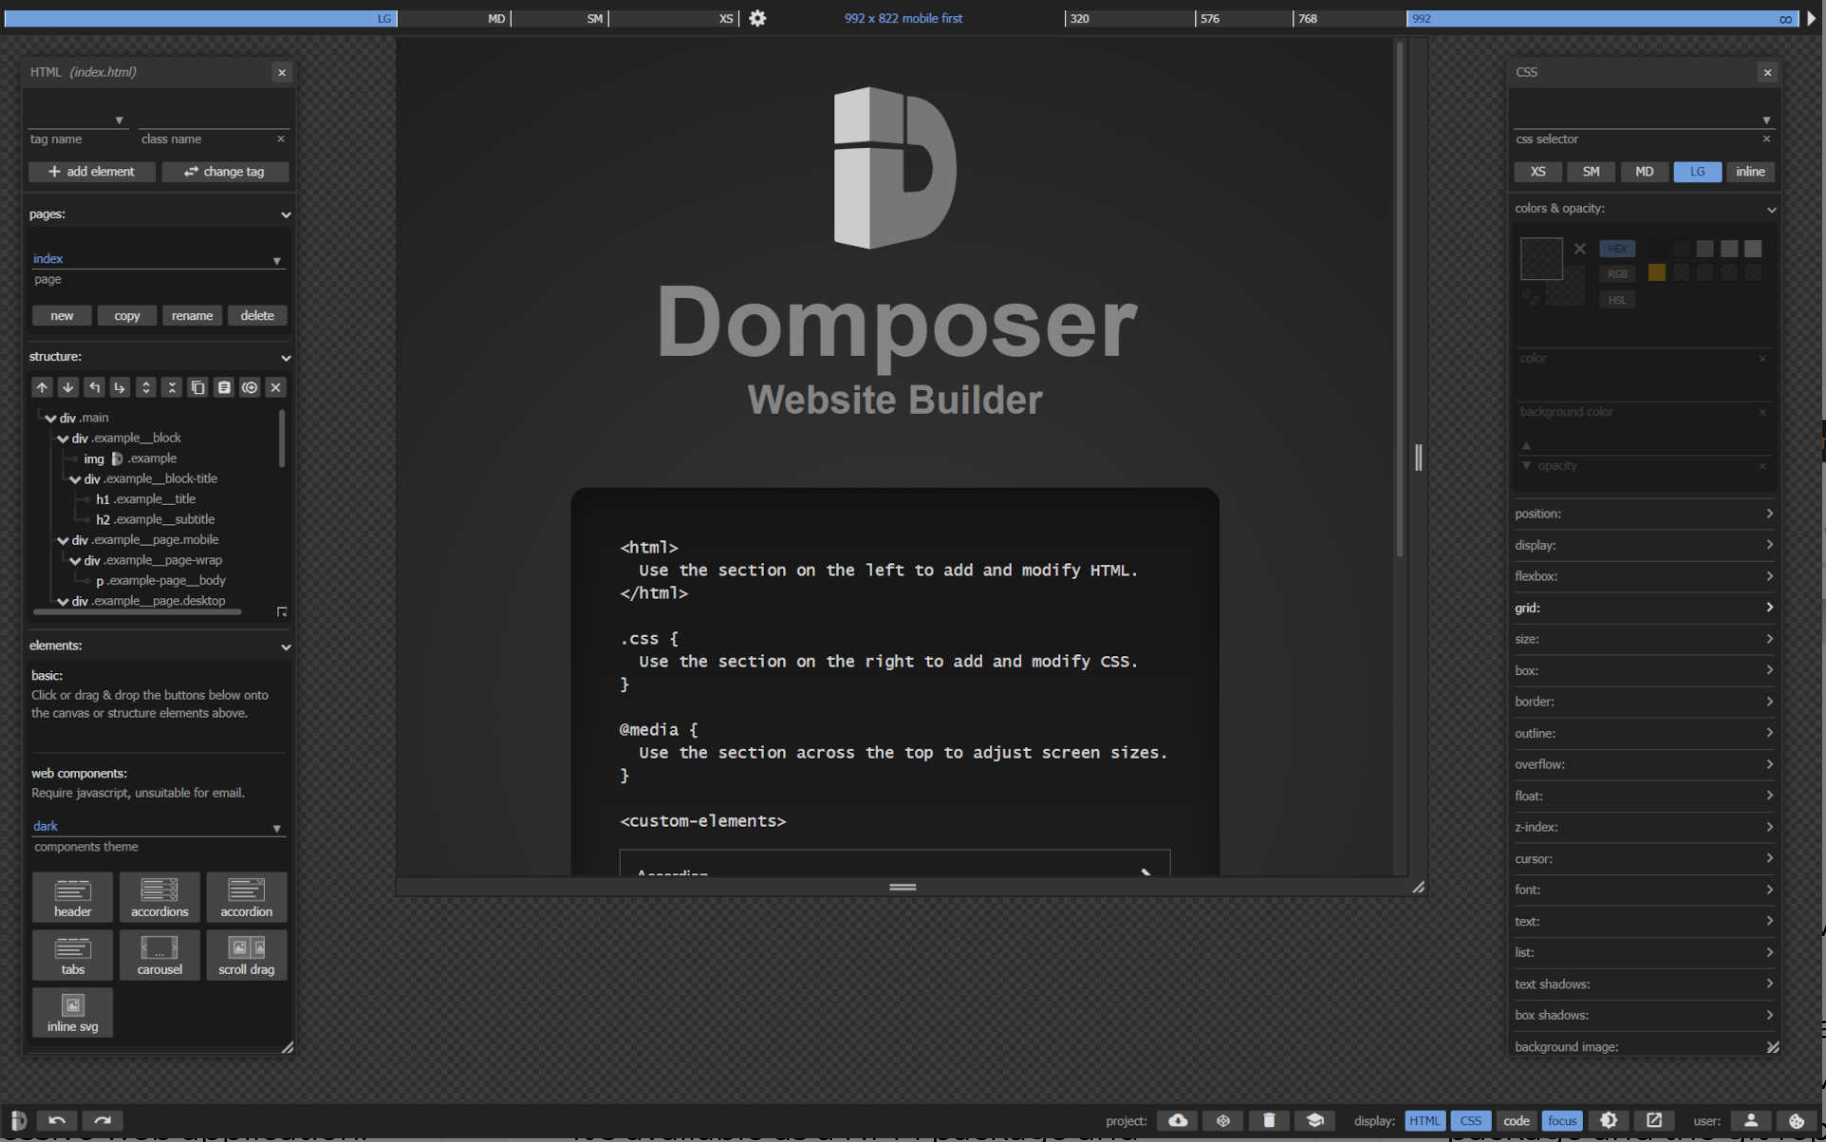 LG MD SM XS 992 x 822 mobile first 320 576 768 992 ∞
HTML (index.html)
tag name class name
add element change tag
pages:
index
page
new copy rename delete
structure:
div .main
div .example__block
img .example
div .example__block-title
h1 .example__title
h2 .example__subtitle
div .example__page.mobile
div .example__page-wrap
p .example-page__body
div .example__page.desktop
elements:
basic:
Click or drag & drop the buttons below onto
the canvas or structure elements above.
web components:
Require javascript, unsuitable for email.
dark
components theme
header accordions accordion
tabs carousel scroll drag
inline svg
Domposer
Website Builder
<html>
Use the section on the left to add and modify HTML.
</html>
.css {
Use the section on the right to add and modify CSS.
}
@media {
Use the section across the top to adjust screen sizes.
}
<custom-elements>
Accordion
CSS
css selector
XS SM MD LG inline
colors & opacity:
HEX
RGB
HSL
color
background color
opacity
position:
display:
flexbox:
grid:
size:
box:
border:
outline:
overflow:
float:
z-index:
cursor:
font:
text:
list:
text shadows:
box shadows:
background image:
project: display: HTML CSS code focus user: